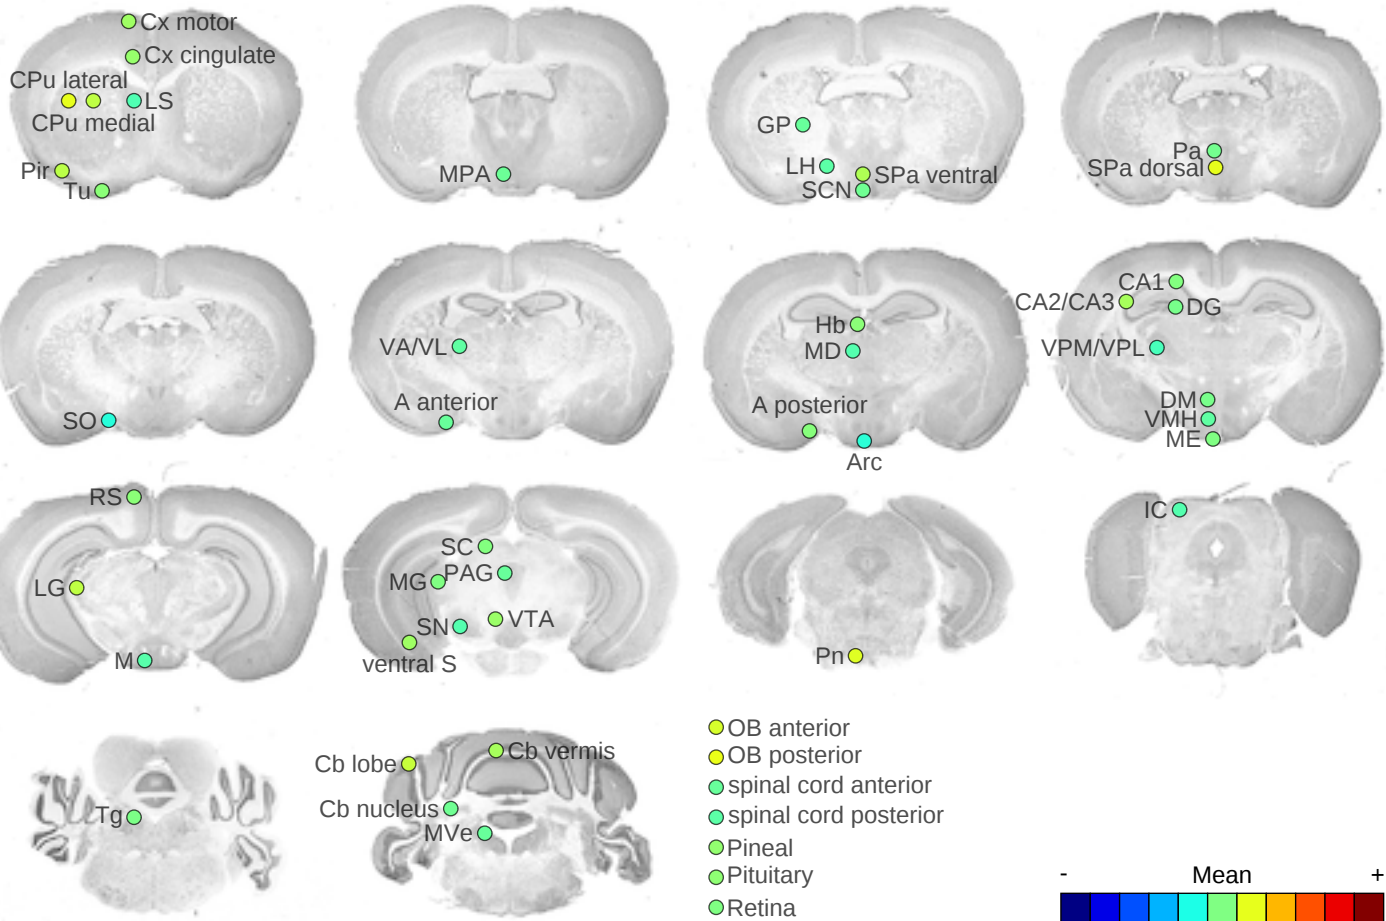 Cx motor
Cx cingulate
CPu lateral
LS
CPu medial
Pir
Tu
MPA
GP
LH
SPa ventral
SCN
Pa
SPa dorsal
SO
VA/VL
A anterior
Hb
MD
A posterior
Arc
CA1
CA2/CA3
DG
VPM/VPL
DM
VMH
ME
RS
LG
M
SC
MG
PAG
SN
VTA
ventral S
Pn
IC
Tg
Cb lobe
Cb vermis
Cb nucleus
MVe
OB anterior
OB posterior
spinal cord anterior
spinal cord posterior
Pineal
Pituitary
Retina
- Mean +